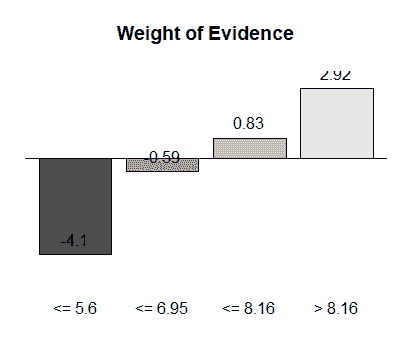 Weight of Evidence
2.92
0.83
-0.59
-4.1
<= 5.6 <= 6.95 <= 8.16 > 8.16